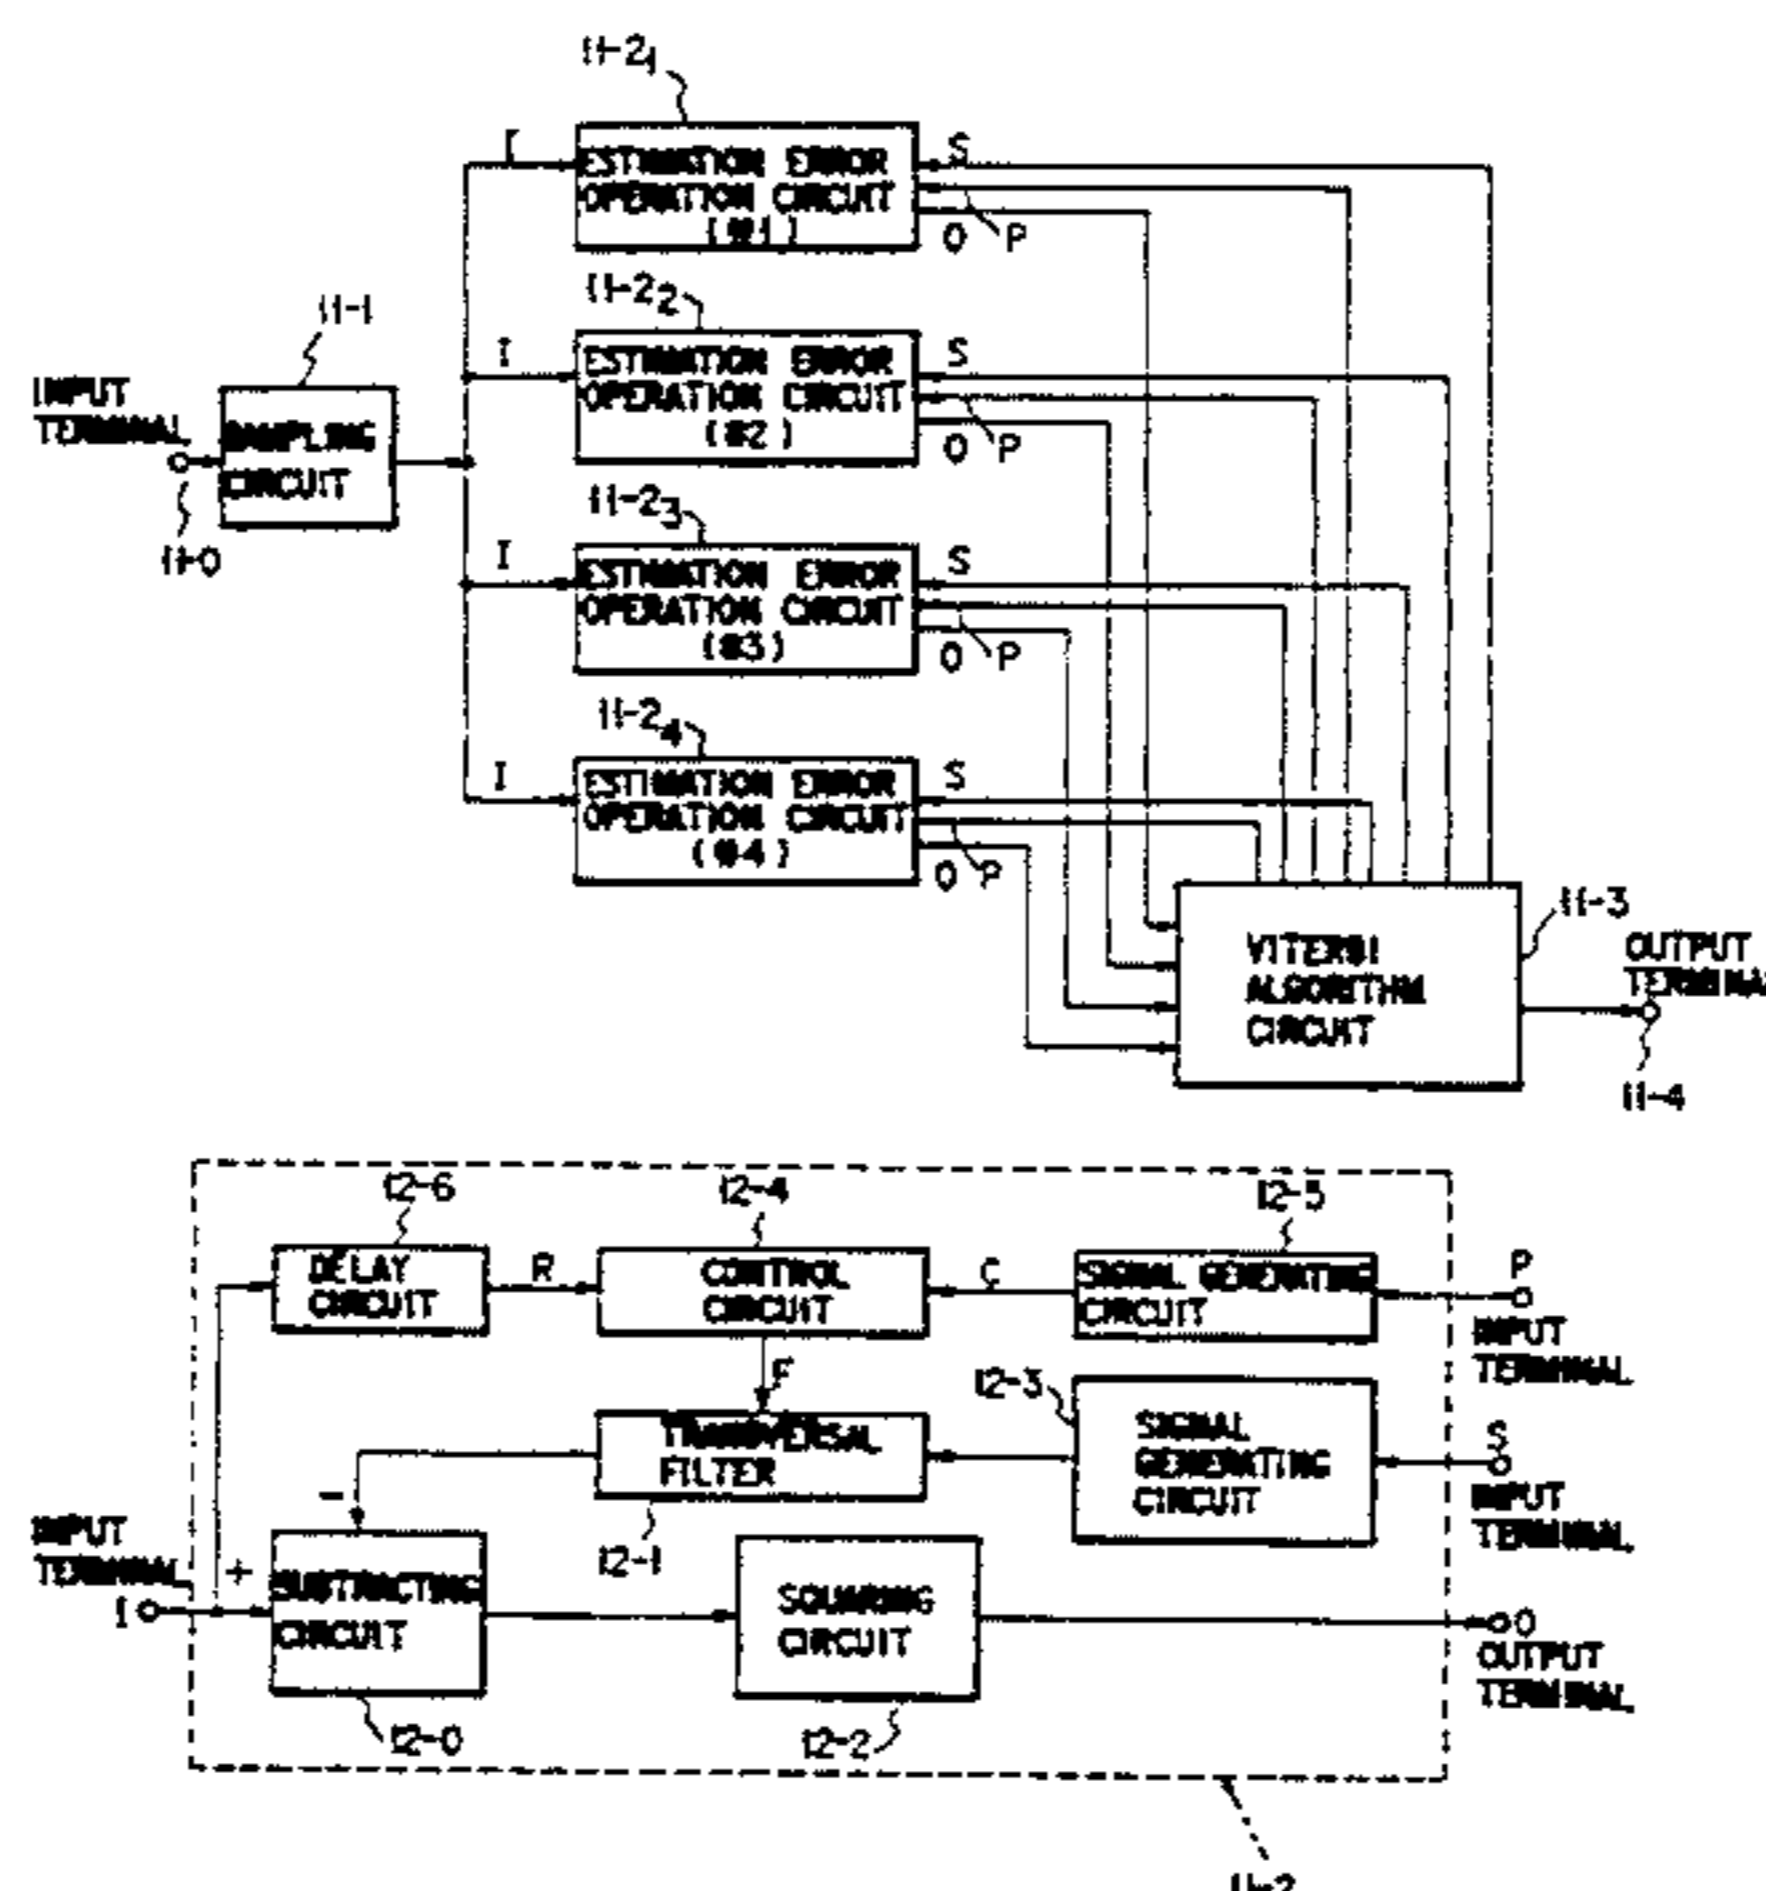 11-2₁
I
ESTIMATION ERROR
OPERATION CIRCUIT
(#1)
S
P
O
11-2₂
I
ESTIMATION ERROR
OPERATION CIRCUIT
(#2)
S
P
O
11-1
INPUT
TERMINAL
SAMPLING
CIRCUIT
11-0
11-2₃
I
ESTIMATION ERROR
OPERATION CIRCUIT
(#3)
S
P
O
11-2₄
I
ESTIMATION ERROR
OPERATION CIRCUIT
(#4)
S
P
O
VITERBI
ALGORITHM
CIRCUIT
11-3
OUTPUT
TERMINAL
11-4
12-6
DELAY
CIRCUIT
R
12-4
CONTROL
CIRCUIT
C
12-5
SIGNAL GENERATING
CIRCUIT
P
INPUT
TERMINAL
F
TRANSVERSAL
FILTER
12-1
12-3
SIGNAL
GENERATING
CIRCUIT
S
INPUT
TERMINAL
-
INPUT
TERMINAL
I
+
SUBTRACTING
CIRCUIT
12-0
SQUARING
CIRCUIT
12-2
O
OUTPUT
TERMINAL
11-2